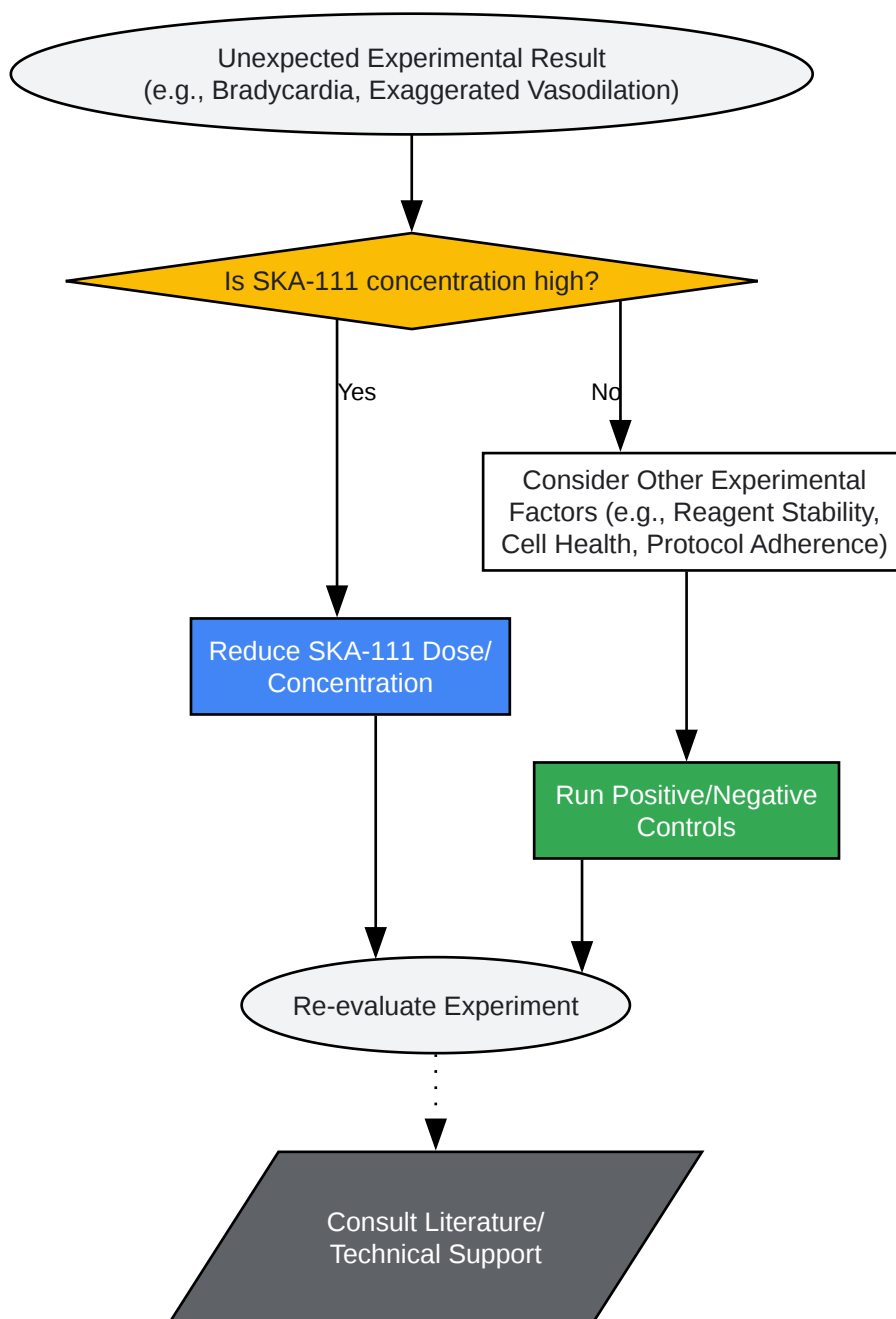 Unexpected Experimental Result
(e.g., Bradycardia, Exaggerated Vasodilation)
Is SKA-111 concentration high?
Yes
No
Consider Other Experimental
Factors (e.g., Reagent Stability,
Cell Health, Protocol Adherence)
Reduce SKA-111 Dose/
Concentration
Run Positive/Negative
Controls
Re-evaluate Experiment
Consult Literature/
Technical Support